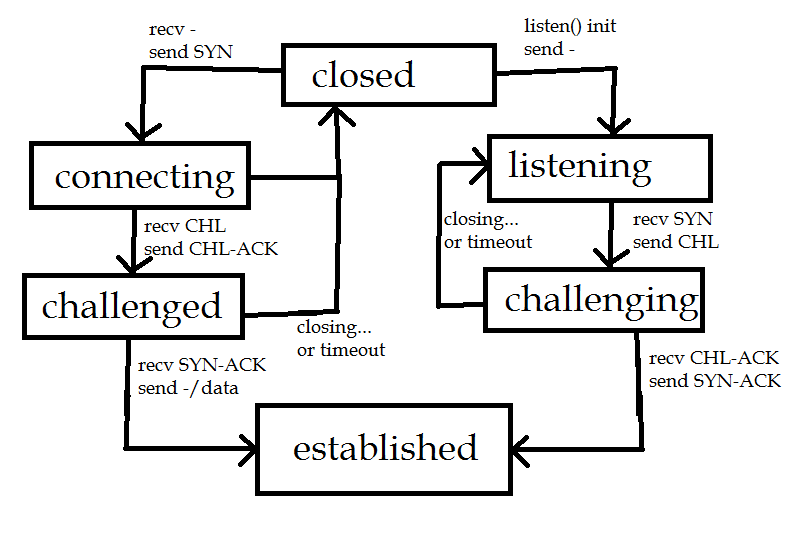 recv -
send SYN
listen() init
send -
closed
connecting
listening
recv CHL
send CHL-ACK
closing...
or timeout
recv SYN
send CHL
challenged
challenging
closing...
or timeout
recv SYN-ACK
send -/data
recv CHL-ACK
send SYN-ACK
established